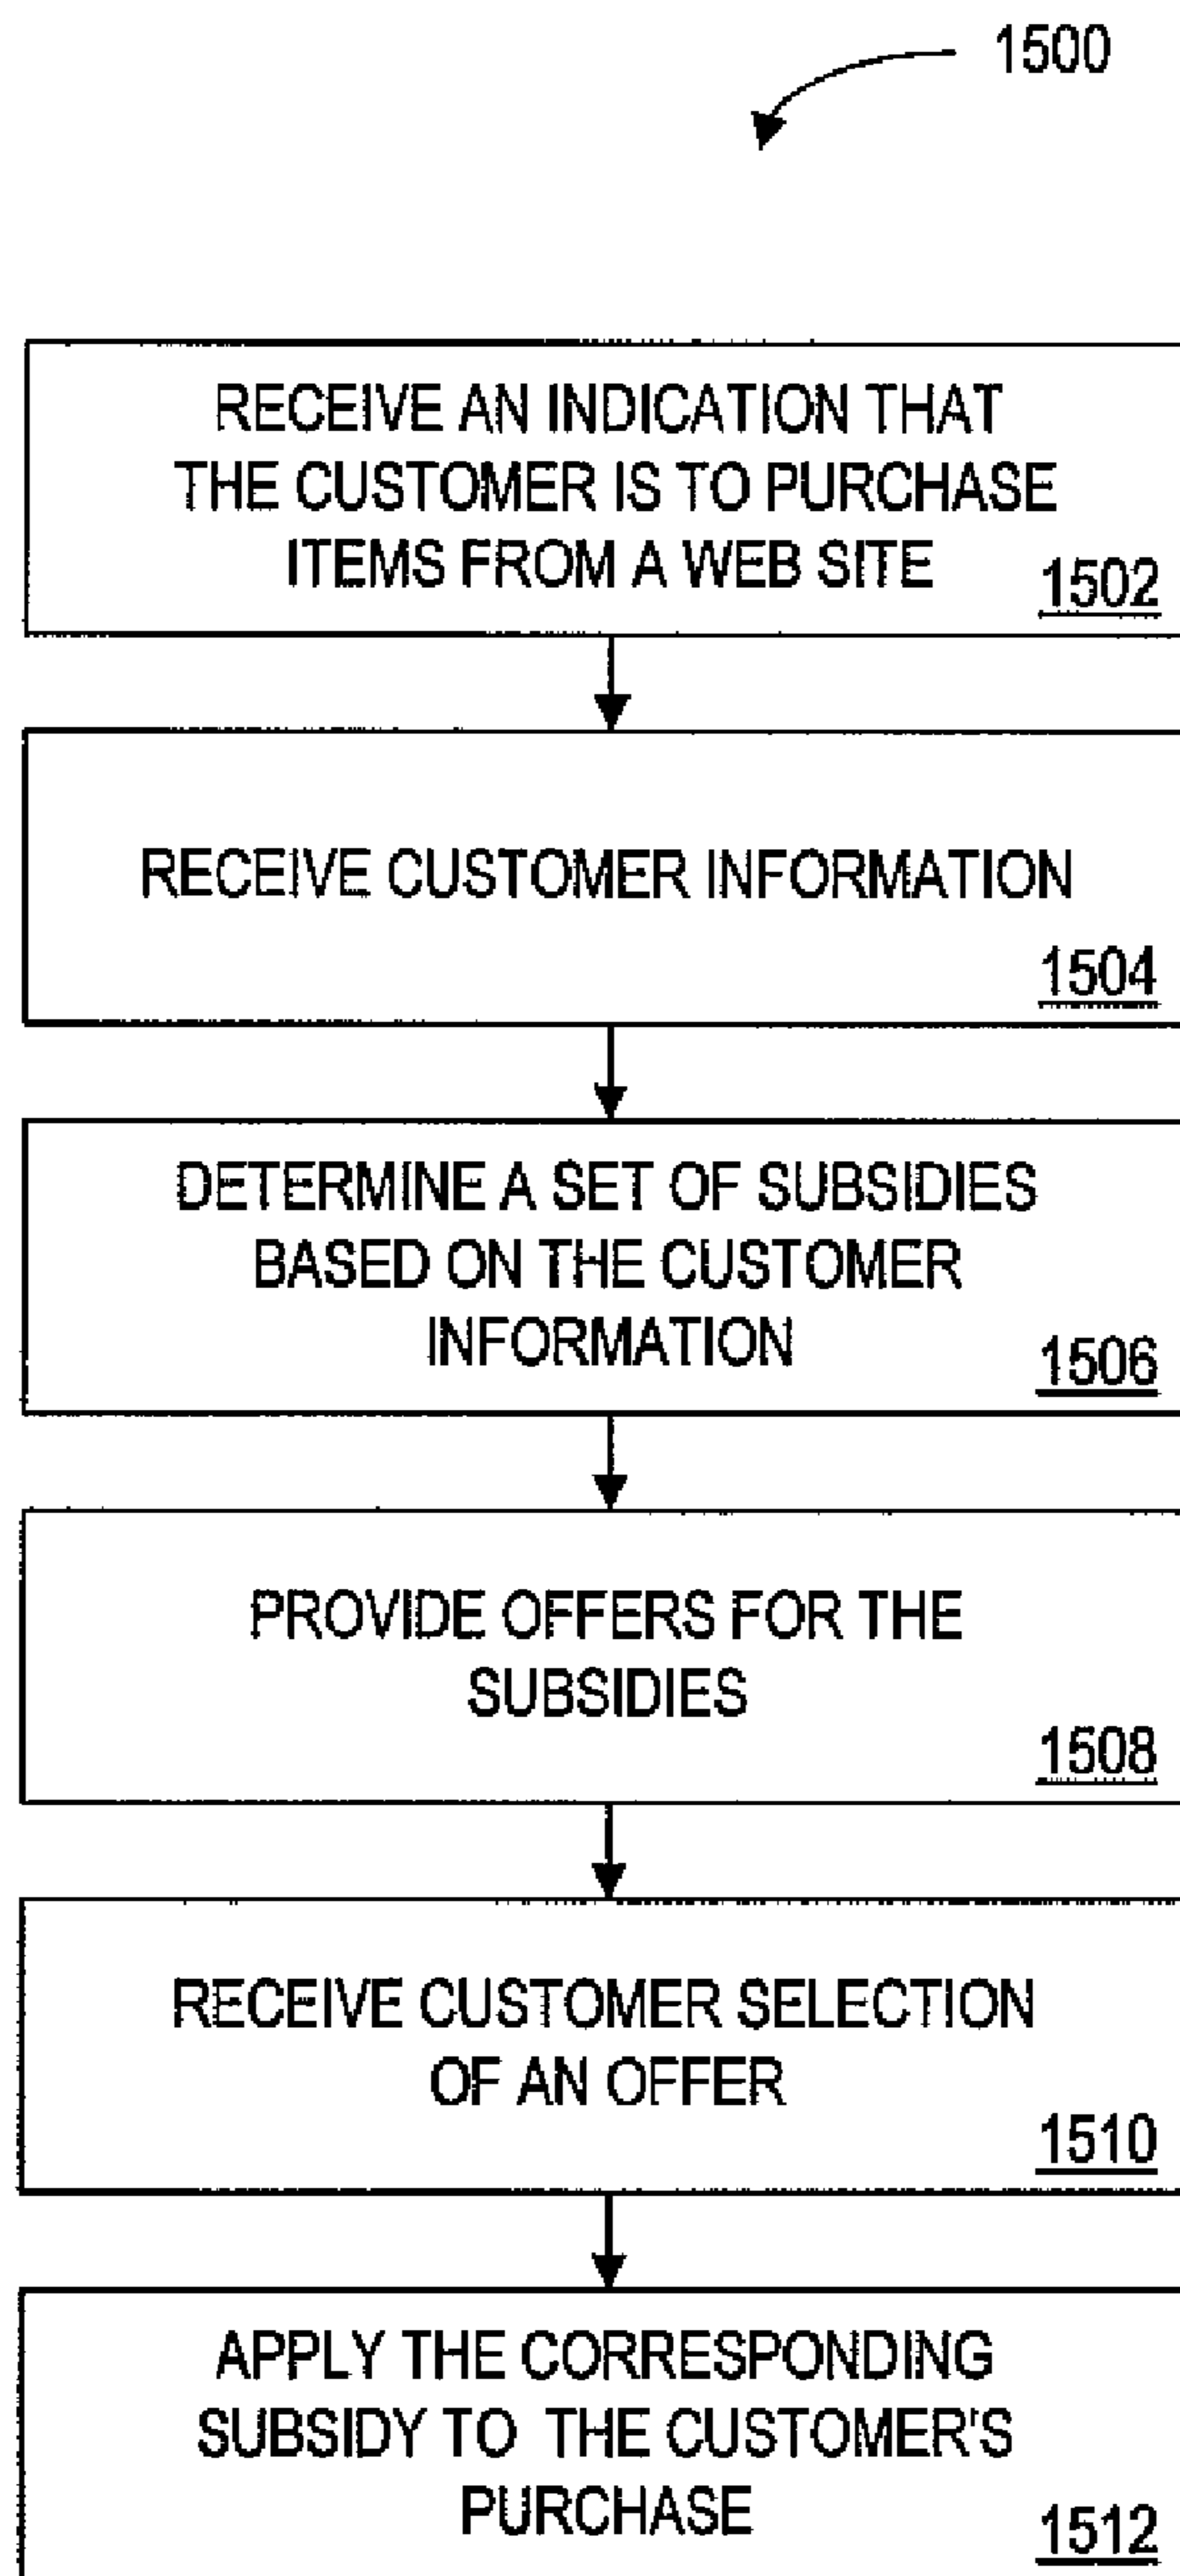 1500
RECEIVE AN INDICATION THAT
THE CUSTOMER IS TO PURCHASE
ITEMS FROM A WEB SITE
1502
RECEIVE CUSTOMER INFORMATION
1504
DETERMINE A SET OF SUBSIDIES
BASED ON THE CUSTOMER
INFORMATION
1506
PROVIDE OFFERS FOR THE
SUBSIDIES
1508
RECEIVE CUSTOMER SELECTION
OF AN OFFER
1510
APPLY THE CORRESPONDING
SUBSIDY TO THE CUSTOMER'S
PURCHASE
1512